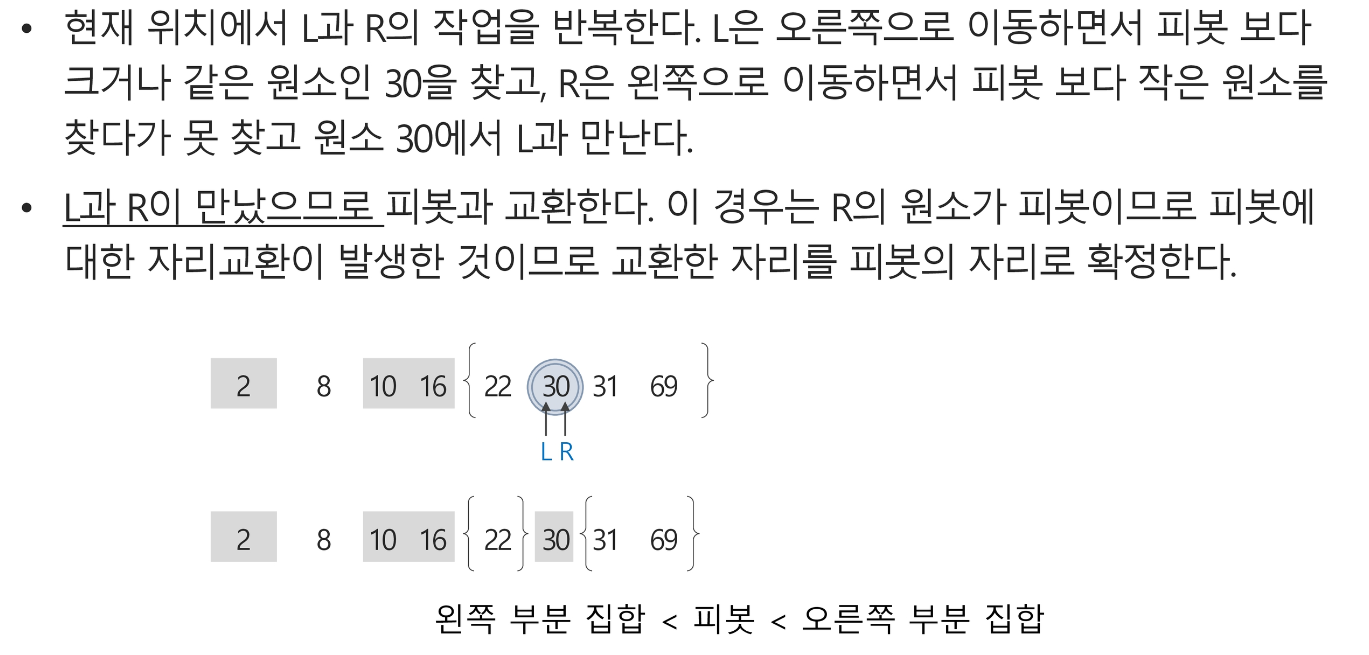 • 현재 위치에서 L과 R의 작업을 반복한다. L은 오른쪽으로 이동하면서 피봇 보다
크거나 같은 원소인 30을 찾고, R은 왼쪽으로 이동하면서 피봇 보다 작은 원소를
찾다가 못 찾고 원소 30에서 L과 만난다.
• L과 R이 만났으므로 피봇과 교환한다. 이 경우는 R의 원소가 피봇이므로 피봇에
대한 자리교환이 발생한 것이므로 교환한 자리를 피봇의 자리로 확정한다.
2 8 10 16 { 22 30 31 69 }
L R
2 8 10 16 { 22 } 30 { 31 69 }
왼쪽 부분 집합 < 피봇 < 오른쪽 부분 집합